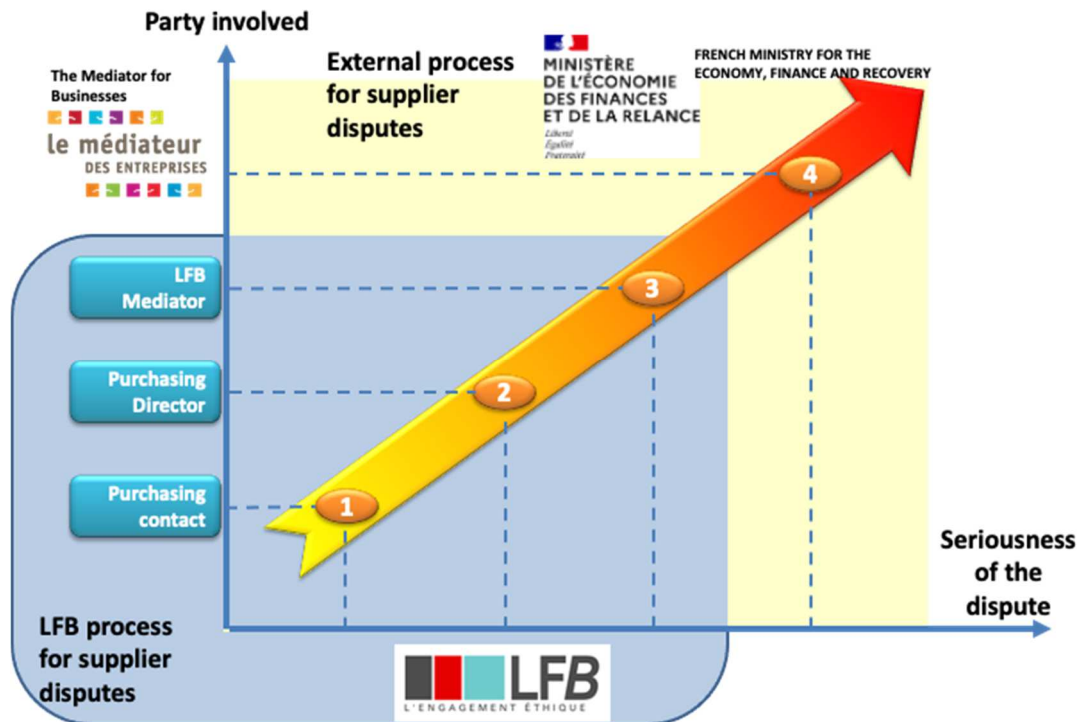 Party involved
The Mediator for
Businesses
le médiateur
DES ENTREPRISES
External process
for supplier
disputes
MINISTÈRE
DE L'ÉCONOMIE
DES FINANCES
ET DE LA RELANCE
Liberté
Égalité
Fraternité
FRENCH MINISTRY FOR THE
ECONOMY, FINANCE AND RECOVERY
4
LFB
Mediator
3
Purchasing
Director
2
Purchasing
contact
1
Seriousness
of the
dispute
LFB process
for supplier
disputes
LFB
L'ENGAGEMENT ÉTHIQUE